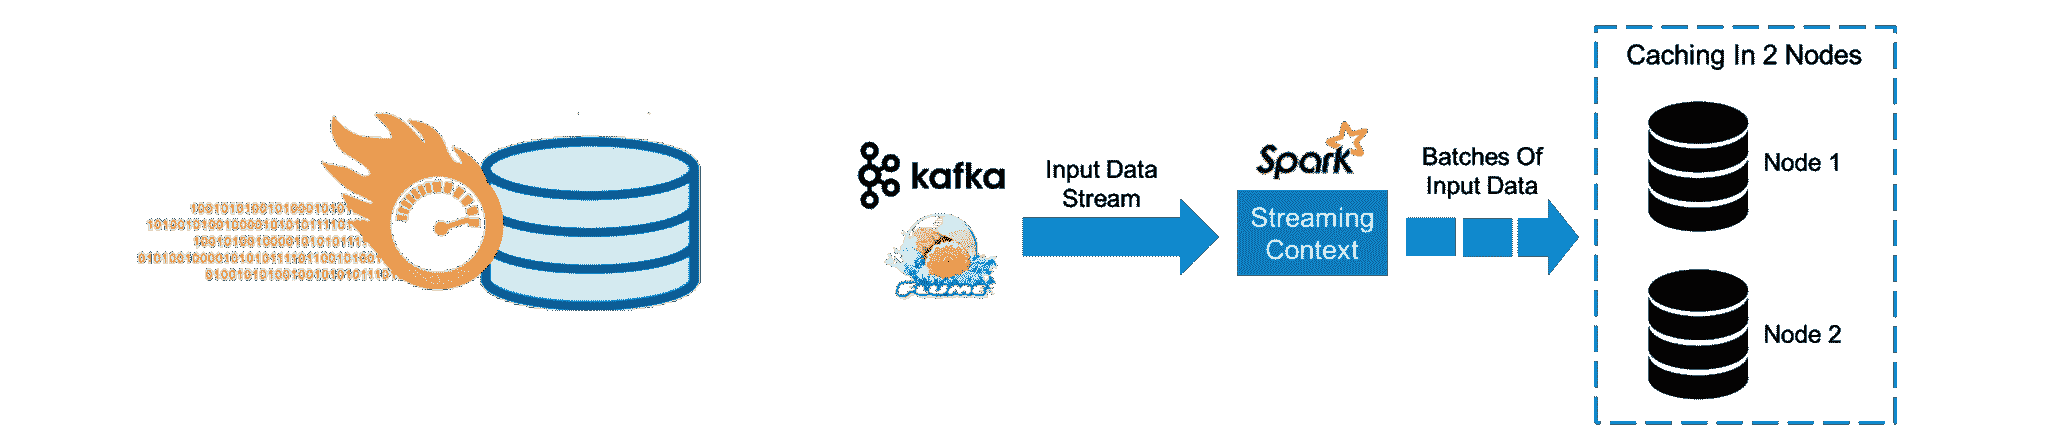 kafka
FLUME
Input Data
Stream
Spark
Streaming
Context
Batches Of
Input Data
Caching In 2 Nodes
Node 1
Node 2